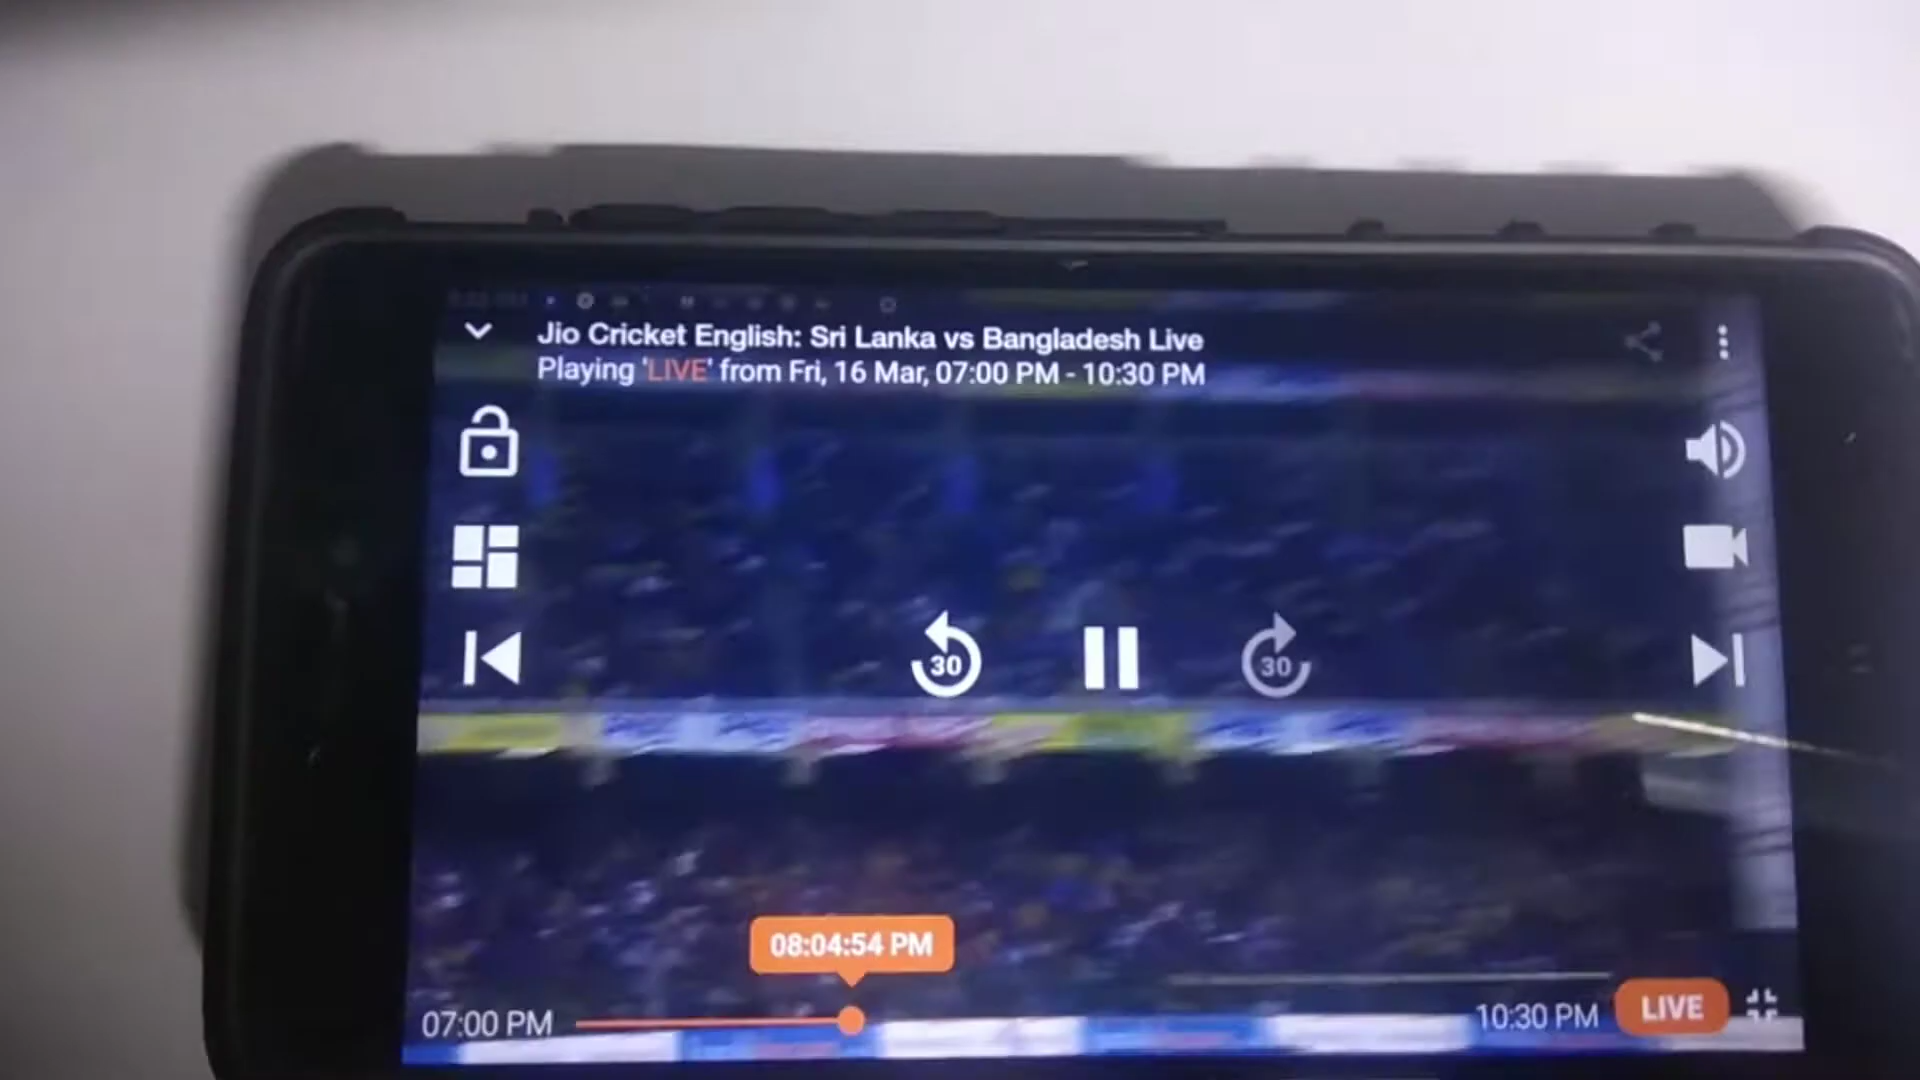 Jio Cricket English: Sri Lanka vs Bangladesh Live
Playing 'LIVE' from Fri, 16 Mar, 07:00 PM - 10:30 PM
30
30
08:04:54 PM
07:00 PM
10:30 PM
LIVE